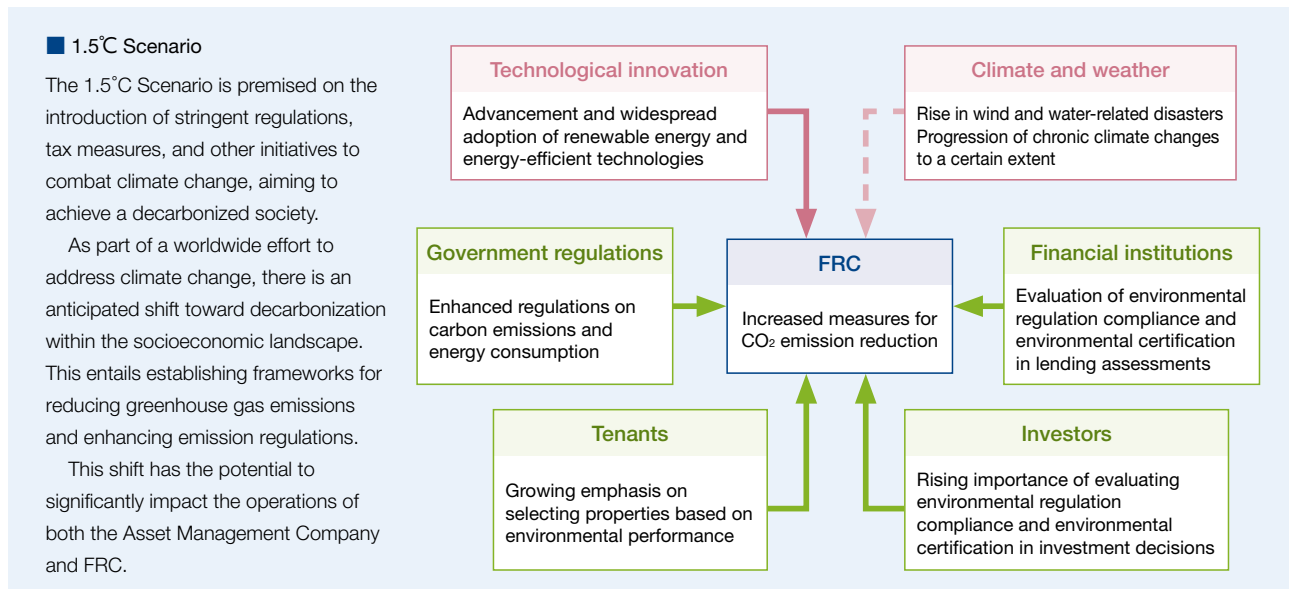 ■ 1.5℃ Scenario
The 1.5˚C Scenario is premised on the
introduction of stringent regulations,
tax measures, and other initiatives to
combat climate change, aiming to
achieve a decarbonized society.
As part of a worldwide effort to
address climate change, there is an
anticipated shift toward decarbonization
within the socioeconomic landscape.
This entails establishing frameworks for
reducing greenhouse gas emissions
and enhancing emission regulations.
This shift has the potential to
significantly impact the operations of
both the Asset Management Company
and FRC.
Technological innovation
Advancement and widespread
adoption of renewable energy and
energy-efficient technologies
Climate and weather
Rise in wind and water-related disasters
Progression of chronic climate changes
to a certain extent
Government regulations
Enhanced regulations on
carbon emissions and
energy consumption
FRC
Increased measures for
CO₂ emission reduction
Financial institutions
Evaluation of environmental
regulation compliance and
environmental certification
in lending assessments
Tenants
Growing emphasis on
selecting properties based on
environmental performance
Investors
Rising importance of evaluating
environmental regulation
compliance and environmental
certification in investment decisions